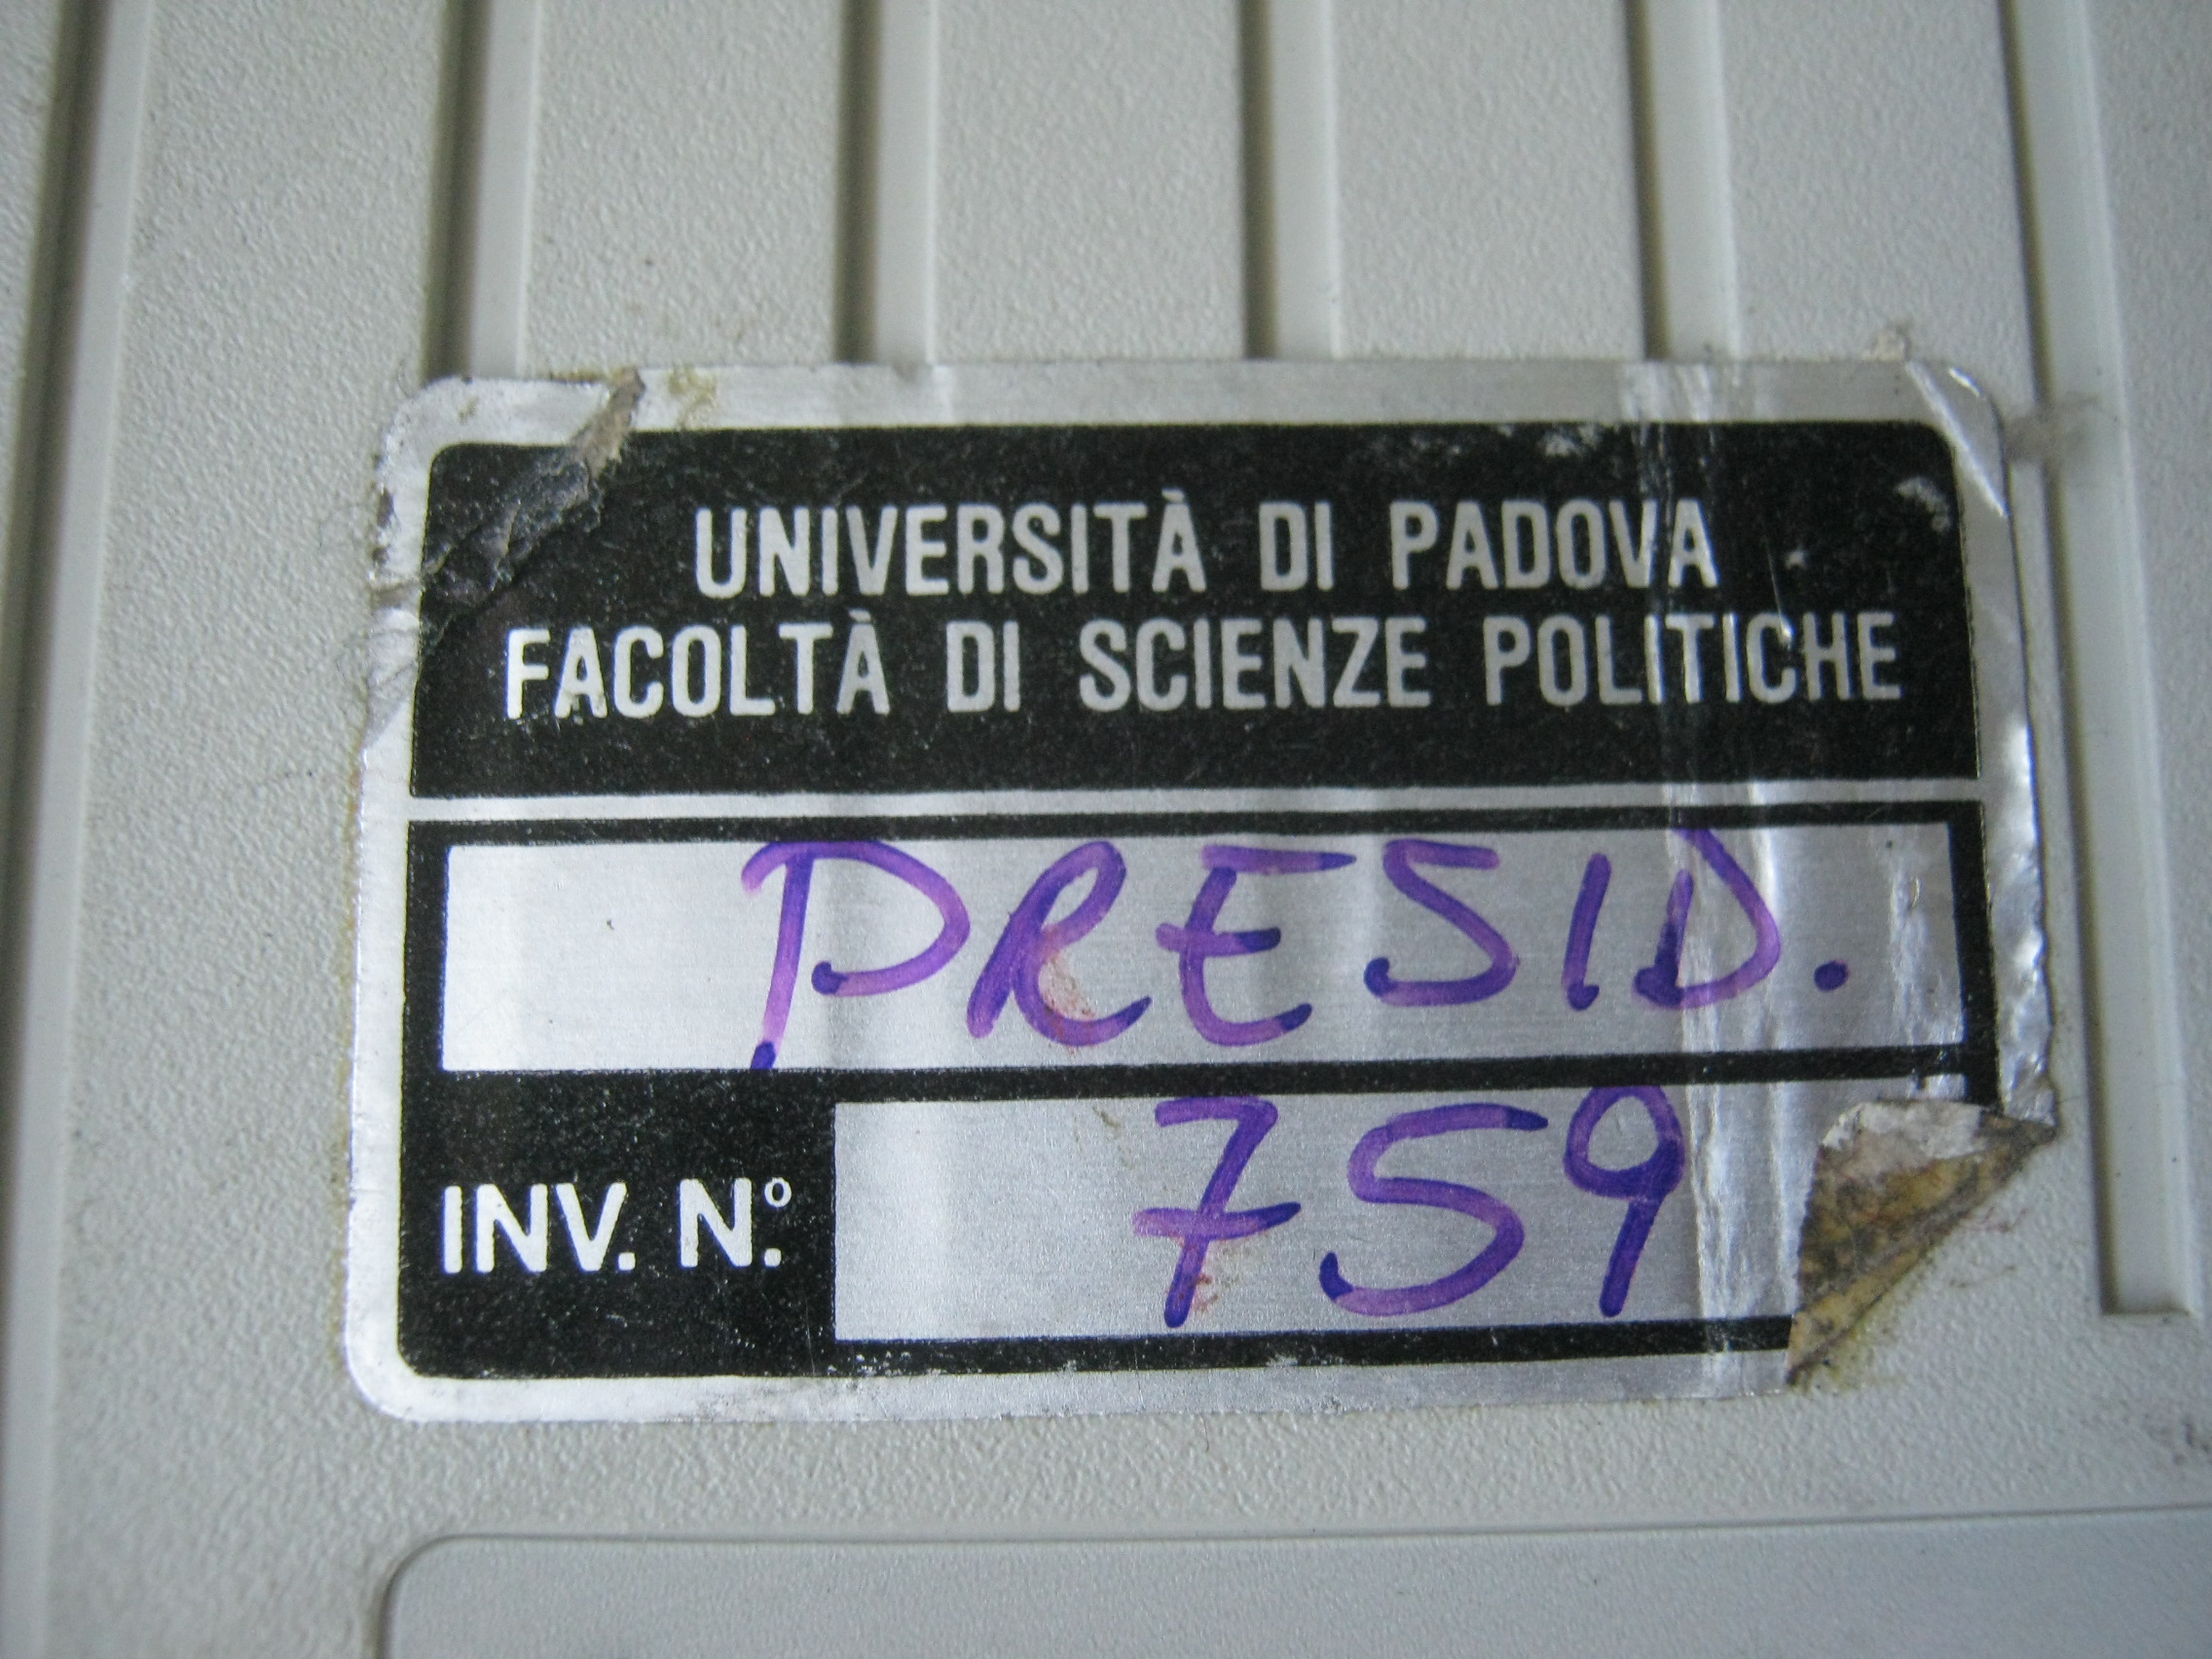 UNIVERSITÀ DI PADOVA
FACOLTÀ DI SCIENZE POLITICHE
PRESID.
INV. N.º 759